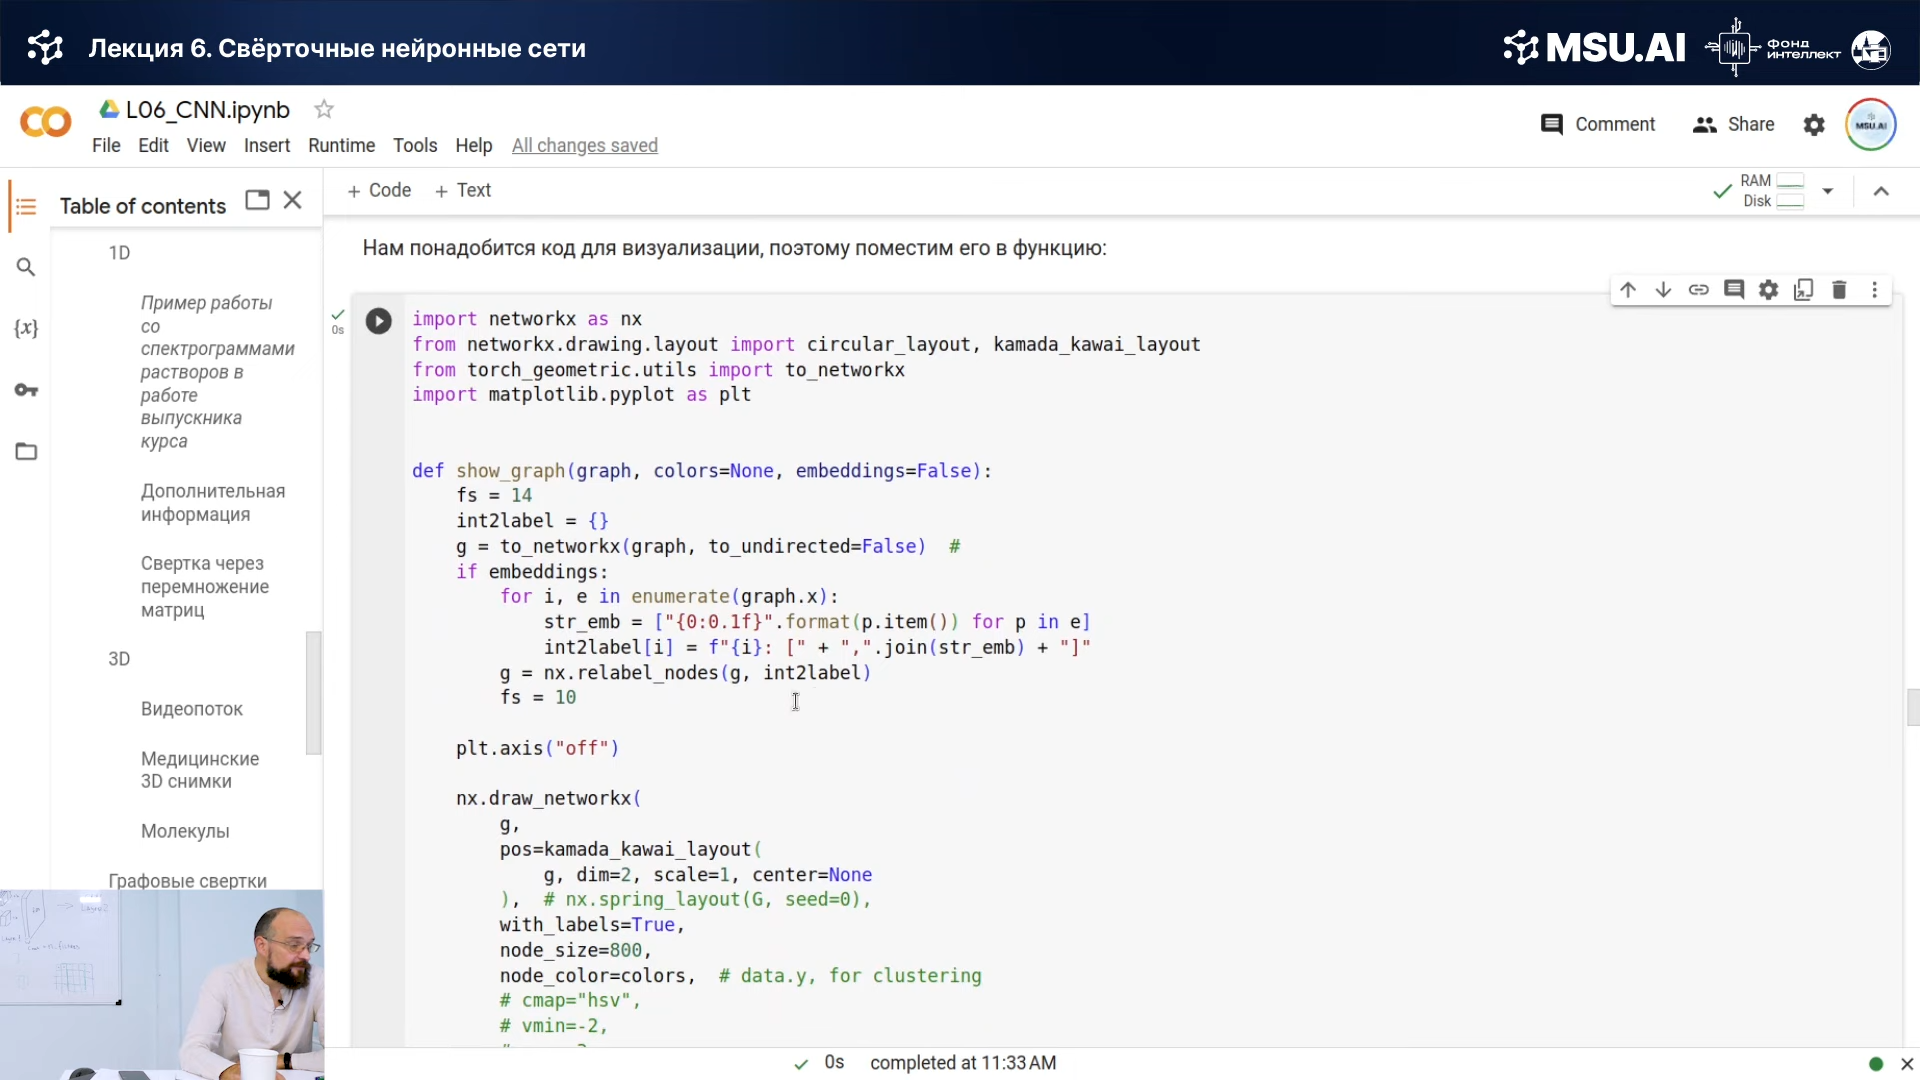 Лекция 6. Свёрточные нейронные сети
MSU.AI
ФОНД
ИНТЕЛЛЕКТ
L06_CNN.ipynb
File Edit View Insert Runtime Tools Help All changes saved
Comment
Share
MSU.AI
Table of contents
+ Code + Text
RAM
Disk
1D
Пример работы
со
спектрограммами
растворов в
работе
выпускника
курса
Дополнительная
информация
Свертка через
перемножение
матриц
3D
Видеопоток
Медицинские
3D снимки
Молекулы
Графовые свертки
Нам понадобится код для визуализации, поэтому поместим его в функцию:
0s
import networkx as nx
from networkx.drawing.layout import circular_layout, kamada_kawai_layout
from torch_geometric.utils import to_networkx
import matplotlib.pyplot as plt
def show_graph(graph, colors=None, embeddings=False):
    fs = 14
    int2label = {}
    g = to_networkx(graph, to_undirected=False)  #
    if embeddings:
        for i, e in enumerate(graph.x):
            str_emb = ["{0:0.1f}".format(p.item()) for p in e]
            int2label[i] = f"{i}: [" + ",".join(str_emb) + "]"
        g = nx.relabel_nodes(g, int2label)
        fs = 10
    plt.axis("off")
    nx.draw_networkx(
        g,
        pos=kamada_kawai_layout(
            g, dim=2, scale=1, center=None
        ),  # nx.spring_layout(G, seed=0),
        with_labels=True,
        node_size=800,
        node_color=colors,  # data.y, for clustering
        # cmap="hsv",
        # vmin=-2,
0s completed at 11:33 AM